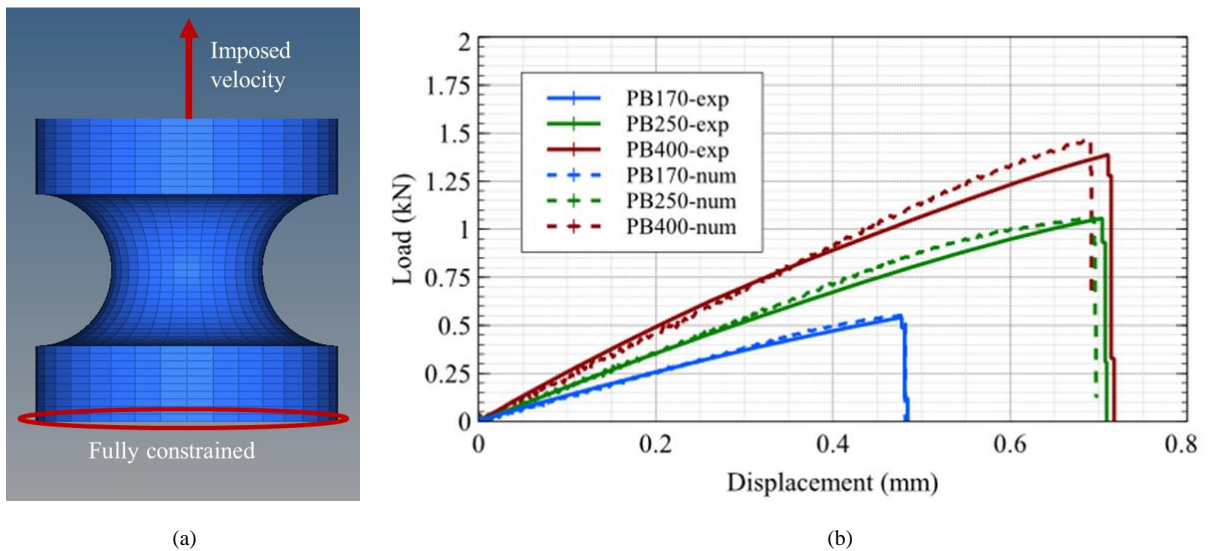 Imposed
velocity
Fully constrained
(a)
2
1.75
1.5
1.25
1
0.75
0.5
0.25
0
Load (kN)
PB170-exp
PB250-exp
PB400-exp
PB170-num
PB250-num
PB400-num
0 0.2 0.4 0.6 0.8
Displacement (mm)
(b)